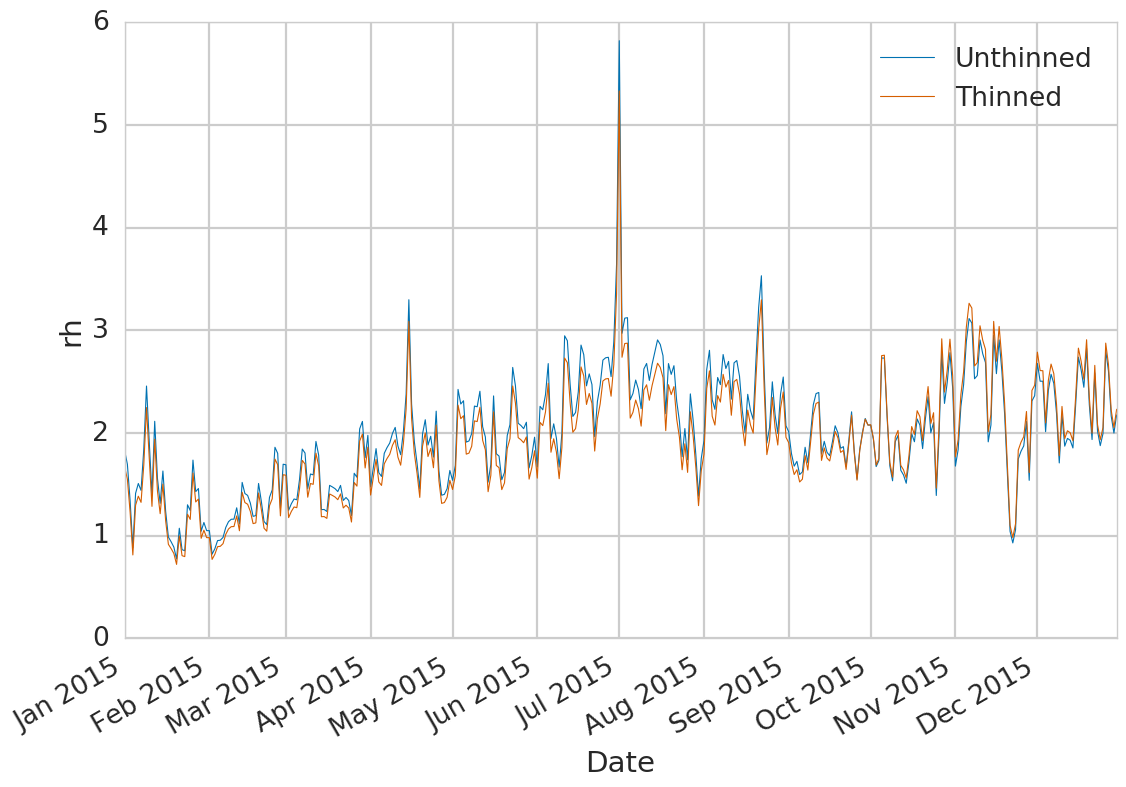 6
5
4
3
2
1
0
rh
Unthinned
Thinned
Jan 2015
Feb 2015
Mar 2015
Apr 2015
May 2015
Jun 2015
Jul 2015
Aug 2015
Sep 2015
Oct 2015
Nov 2015
Dec 2015
Date